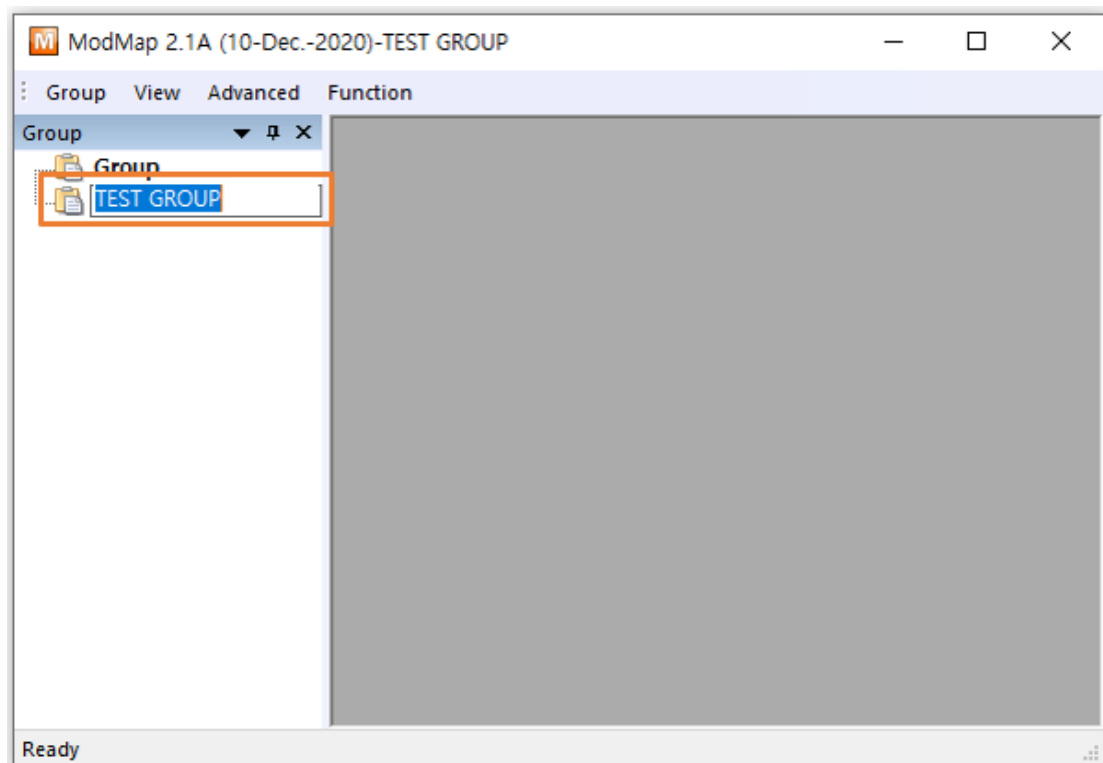 M ModMap 2.1A (10-Dec.-2020)-TEST GROUP
Group View Advanced Function
Group
Group
TEST GROUP
Ready